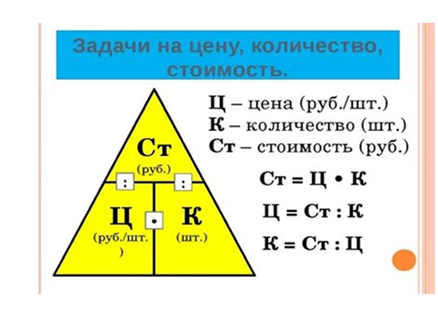 Задачи на цену, количество,
стоимость.
Ц – цена (руб./шт.)
К – количество (шт.)
Ст – стоимость (руб.)
Ст = Ц • К
Ц = Ст : К
К = Ст : Ц
Ст
(руб.)
: :
Ц • К
(руб./шт. (шт.)
)